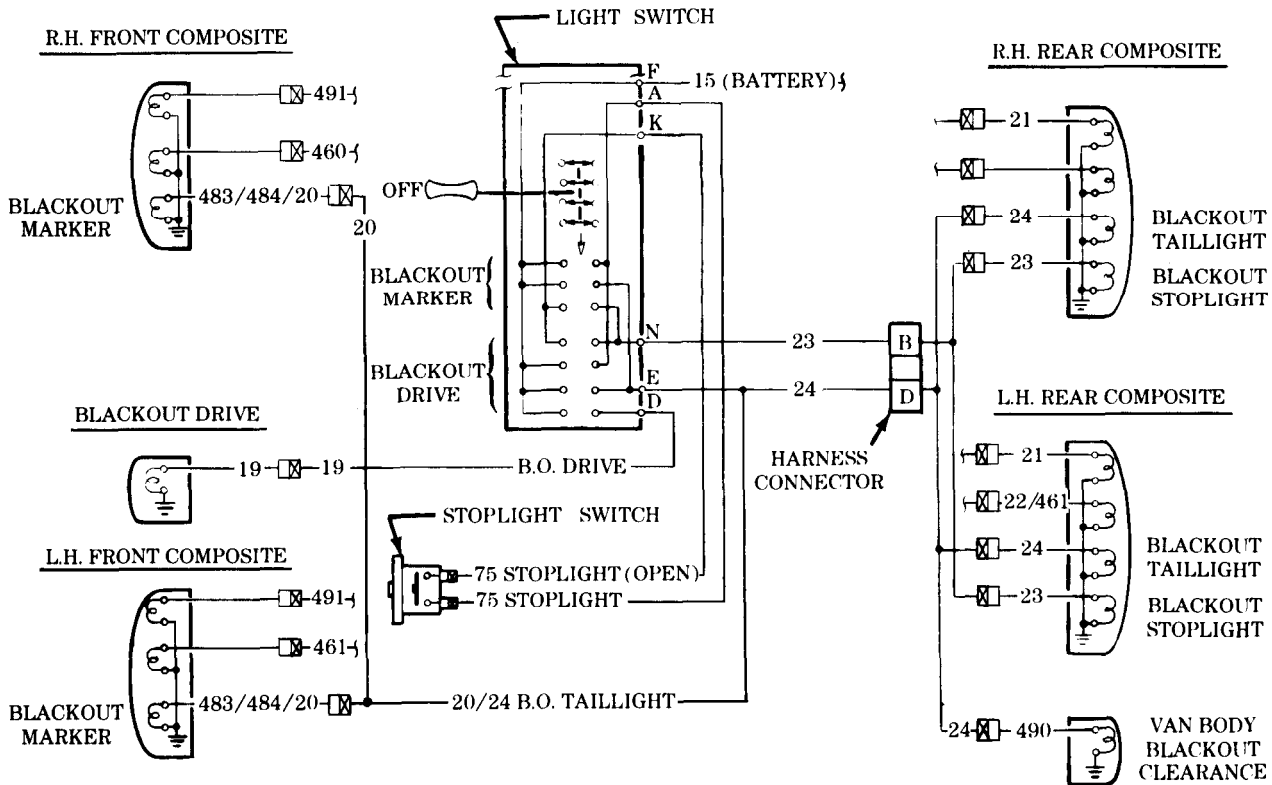 LIGHT SWITCH
R.H. FRONT COMPOSITE
491
460
483/484/20
BLACKOUT
MARKER
20
OFF
F
15 (BATTERY)
A
K
BLACKOUT
MARKER
BLACKOUT
DRIVE
N
E
D
23
24
B
D
HARNESS
CONNECTOR
R.H. REAR COMPOSITE
21
24
23
BLACKOUT
TAILLIGHT
BLACKOUT
STOPLIGHT
BLACKOUT DRIVE
19
19
B.O. DRIVE
STOPLIGHT SWITCH
75 STOPLIGHT (OPEN)
75 STOPLIGHT
L.H. FRONT COMPOSITE
491
461
483/484/20
BLACKOUT
MARKER
20/24 B.O. TAILLIGHT
L.H. REAR COMPOSITE
21
22/461
24
23
BLACKOUT
TAILLIGHT
BLACKOUT
STOPLIGHT
24
490
VAN BODY
BLACKOUT
CLEARANCE